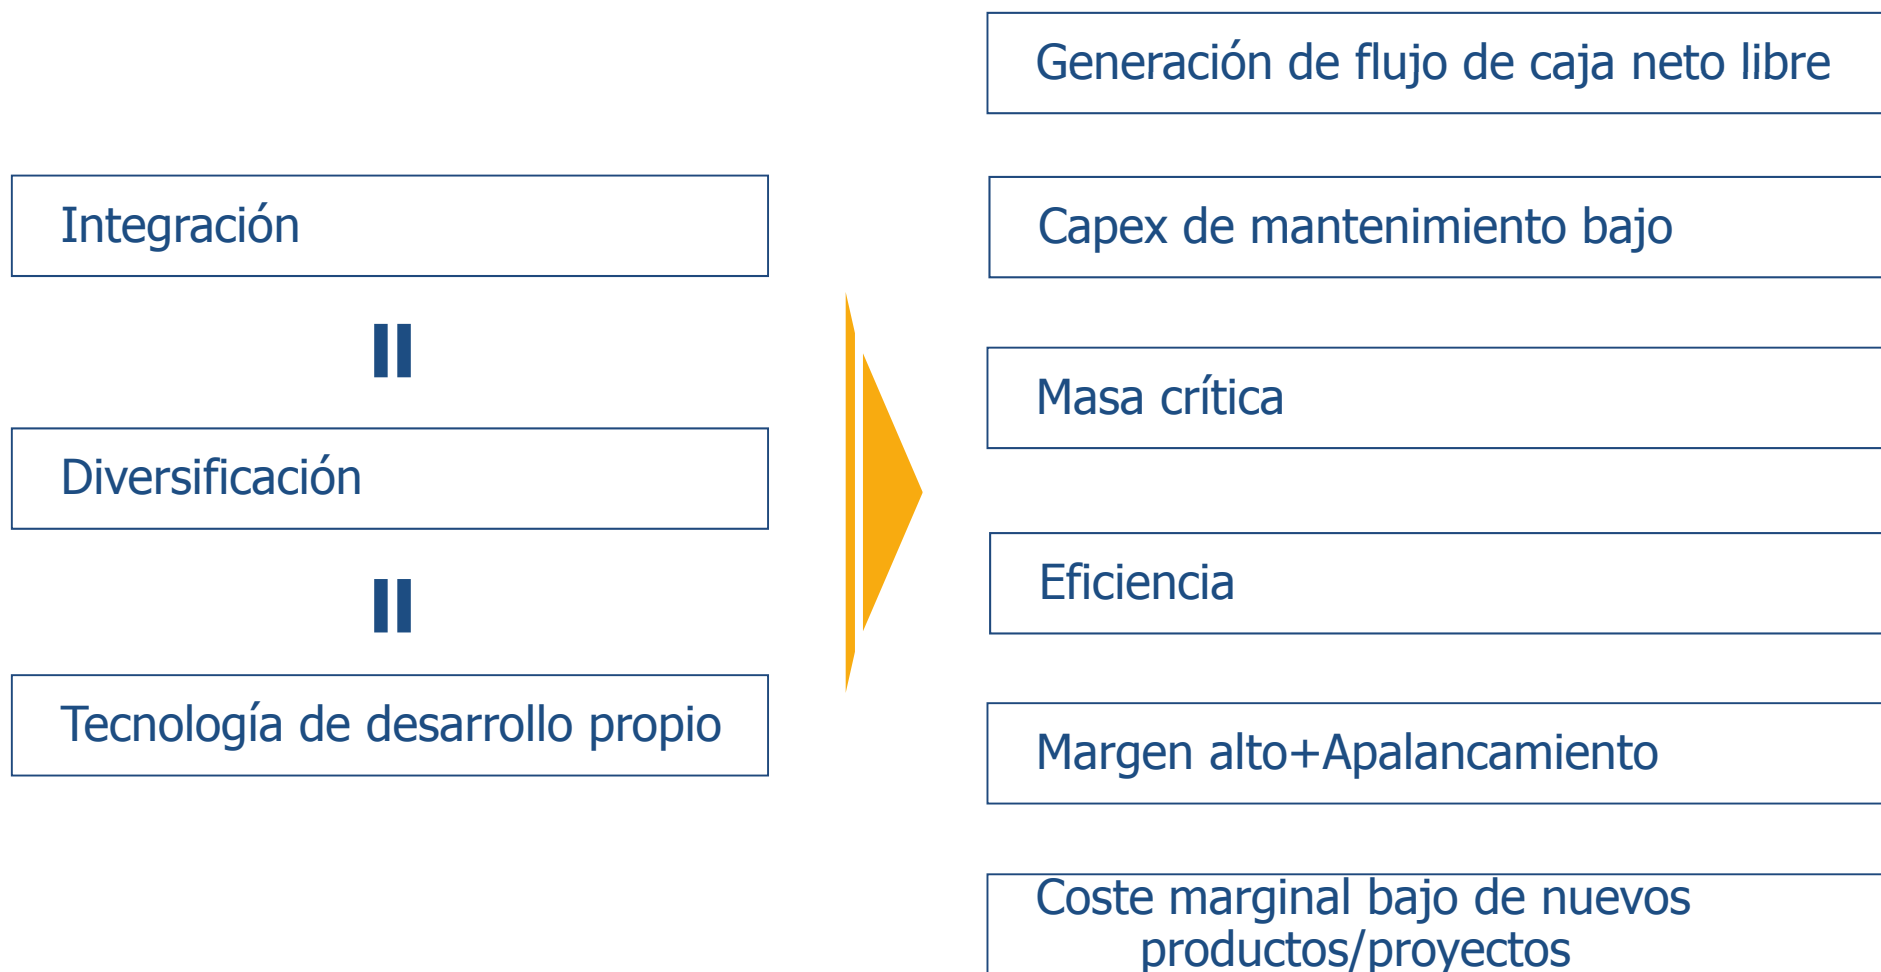 Integración
Diversificación
Tecnología de desarrollo propio
Generación de flujo de caja neto libre
Capex de mantenimiento bajo
Masa crítica
Eficiencia
Margen alto+Apalancamiento
Coste marginal bajo de nuevos
productos/proyectos